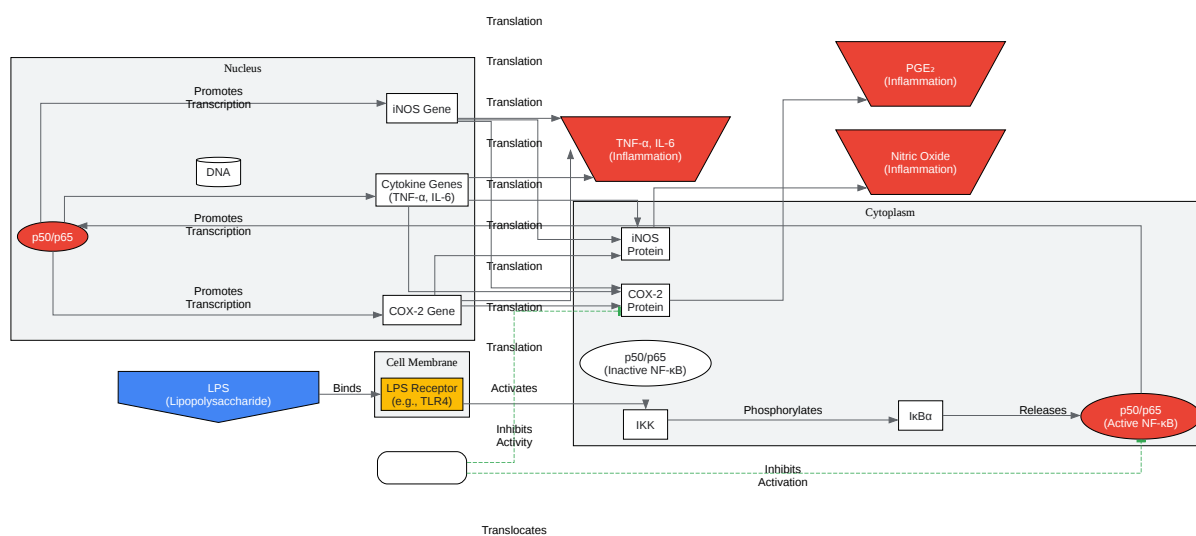 Translation
Translation
PGE₂
(Inflammation)
Nucleus
Promotes
Transcription
iNOS Gene
Translation
Translation
TNF-α, IL-6
(Inflammation)
Nitric Oxide
(Inflammation)
DNA
Cytokine Genes
(TNF-α, IL-6)
Translation
Cytoplasm
p50/p65
Promotes
Transcription
Translation
iNOS
Protein
Translation
Promotes
Transcription
COX-2 Gene
Translation
COX-2
Protein
Translation
p50/p65
(Inactive NF-κB)
Cell Membrane
LPS
(Lipopolysaccharide)
Binds
LPS Receptor
(e.g., TLR4)
Activates
IKK
Phosphorylates
IκBα
Releases
p50/p65
(Active NF-κB)
Inhibits
Activity
Inhibits
Activation
Translocates